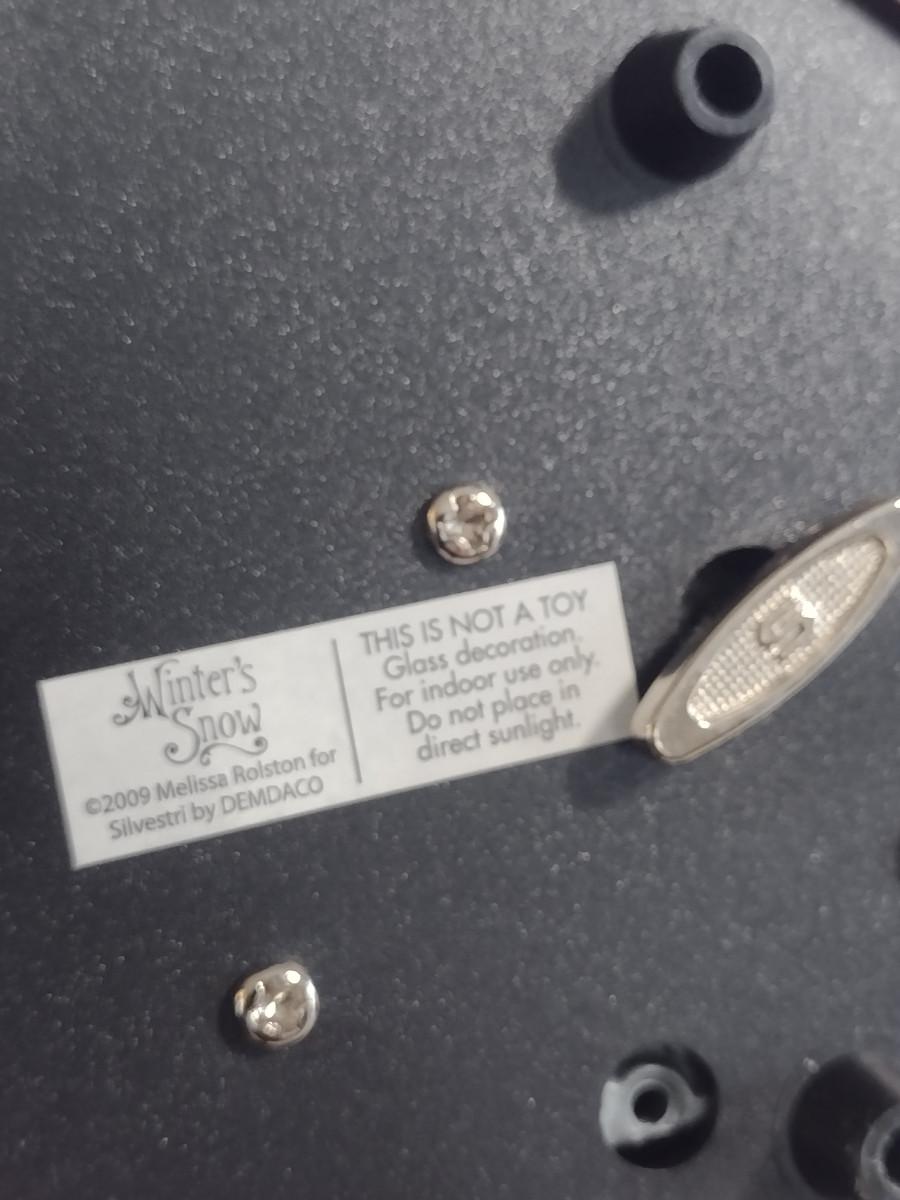 Winter's
Snow
©2009 Melissa Rolston for
Silvestri by DEMDACO
THIS IS NOT A TOY
Glass decoration.
For indoor use only.
Do not place in
direct sunlight.